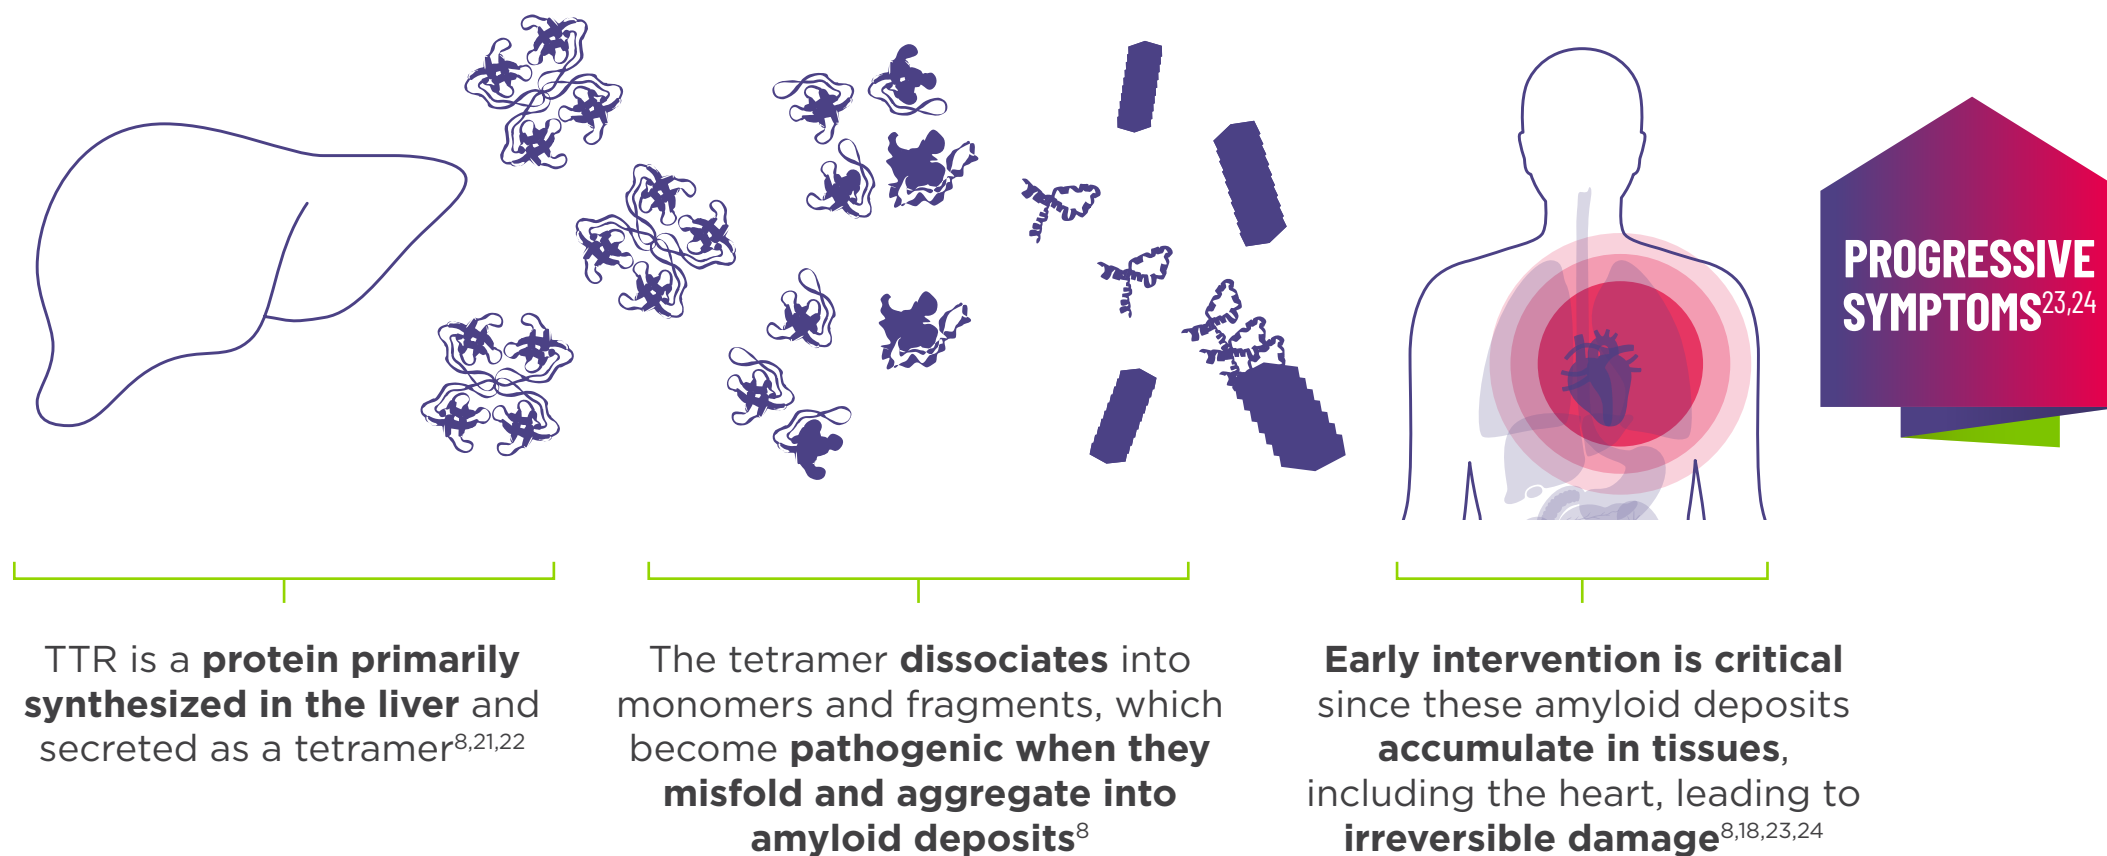 PROGRESSIVE
SYMPTOMS23,24
TTR is a protein primarily
synthesized in the liver and
secreted as a tetramer8,21,22
The tetramer dissociates into
monomers and fragments, which
become pathogenic when they
misfold and aggregate into
amyloid deposits8
Early intervention is critical
since these amyloid deposits
accumulate in tissues,
including the heart, leading to
irreversible damage8,18,23,24